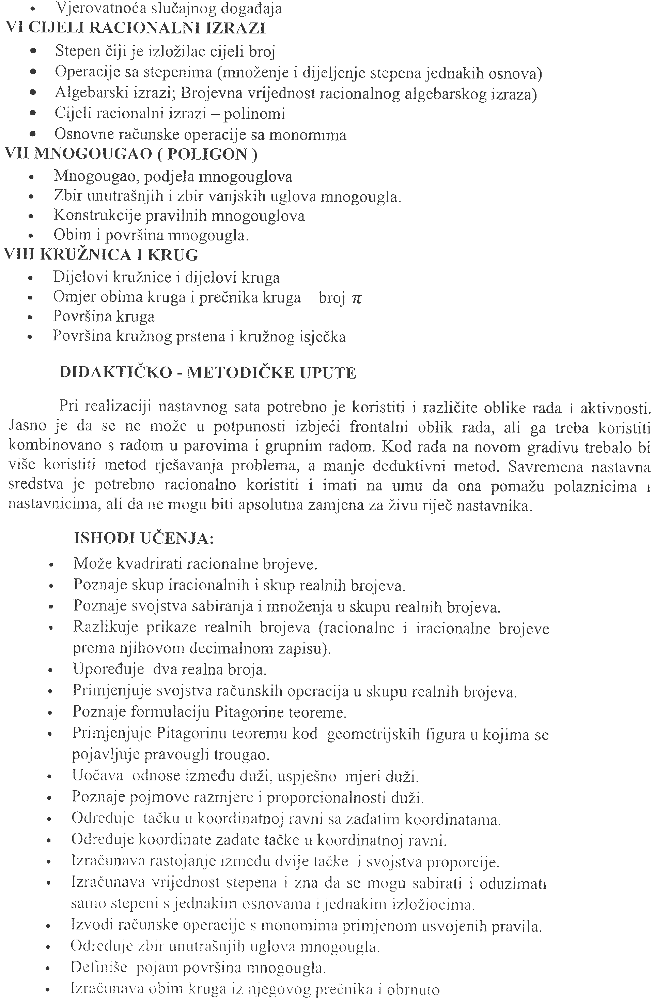 • Vjerovatnoća slučajnog događaja
VI CIJELI RACIONALNI IZRAZI
• Stepen čiji je izložilac cijeli broj
• Operacije sa stepenima (množenje i dijeljenje stepena jednakih osnova)
• Algebarski izrazi; Brojevna vrijednost racionalnog algebarskog izraza)
• Cijeli racionalni izrazi – polinomi
• Osnovne računske operacije sa monomima
VII MNOGOUGAO ( POLIGON )
• Mnogougao, podjela mnogouglova
• Zbir unutrašnjih i zbir vanjskih uglova mnogougla.
• Konstrukcije pravilnih mnogouglova
• Obim i površina mnogougla.
VIII KRUŽNICA I KRUG
• Dijelovi kružnice i dijelovi kruga
• Omjer obima kruga i prečnika kruga broj π
• Površina kruga
• Površina kružnog prstena i kružnog isječka
DIDAKTIČKO - METODIČKE UPUTE
Pri realizaciji nastavnog sata potrebno je koristiti i različite oblike rada i aktivnosti.
Jasno je da se ne može u potpunosti izbjeći frontalni oblik rada, ali ga treba koristiti
kombinovano s radom u parovima i grupnim radom. Kod rada na novom gradivu trebalo bi
više koristiti metod rješavanja problema, a manje deduktivni metod. Savremena nastavna
sredstva je potrebno racionalno koristiti i imati na umu da ona pomažu polaznicima i
nastavnicima, ali da ne mogu biti apsolutna zamjena za živu riječ nastavnika.
ISHODI UČENJA:
• Može kvadrirati racionalne brojeve.
• Poznaje skup iracionalnih i skup realnih brojeva.
• Poznaje svojstva sabiranja i množenja u skupu realnih brojeva.
• Razlikuje prikaze realnih brojeva (racionalne i iracionalne brojeve
prema njihovom decimalnom zapisu).
• Upoređuje dva realna broja.
• Primjenjuje svojstva računskih operacija u skupu realnih brojeva.
• Poznaje formulaciju Pitagorine teoreme.
• Primjenjuje Pitagorinu teoremu kod geometrijskih figura u kojima se
pojavljuje pravougli trougao.
• Uočava odnose između duži, uspješno mjeri duži.
• Poznaje pojmove razmjere i proporcionalnosti duži.
• Određuje tačku u koordinatnoj ravni sa zadatim koordinatama.
• Određuje koordinate zadate tačke u koordinatnoj ravni.
• Izračunava rastojanje između dvije tačke i svojstva proporcije.
• Izračunava vrijednost stepena i zna da se mogu sabirati i oduzimati
samo stepeni s jednakim osnovama i jednakim izložiocima.
• Izvodi računske operacije s monomima primjenom usvojenih pravila.
• Određuje zbir unutrašnjih uglova mnogougla.
• Definiše pojam površina mnogougla.
• Izračunava obim kruga iz njegovog prečnika i obrnuto